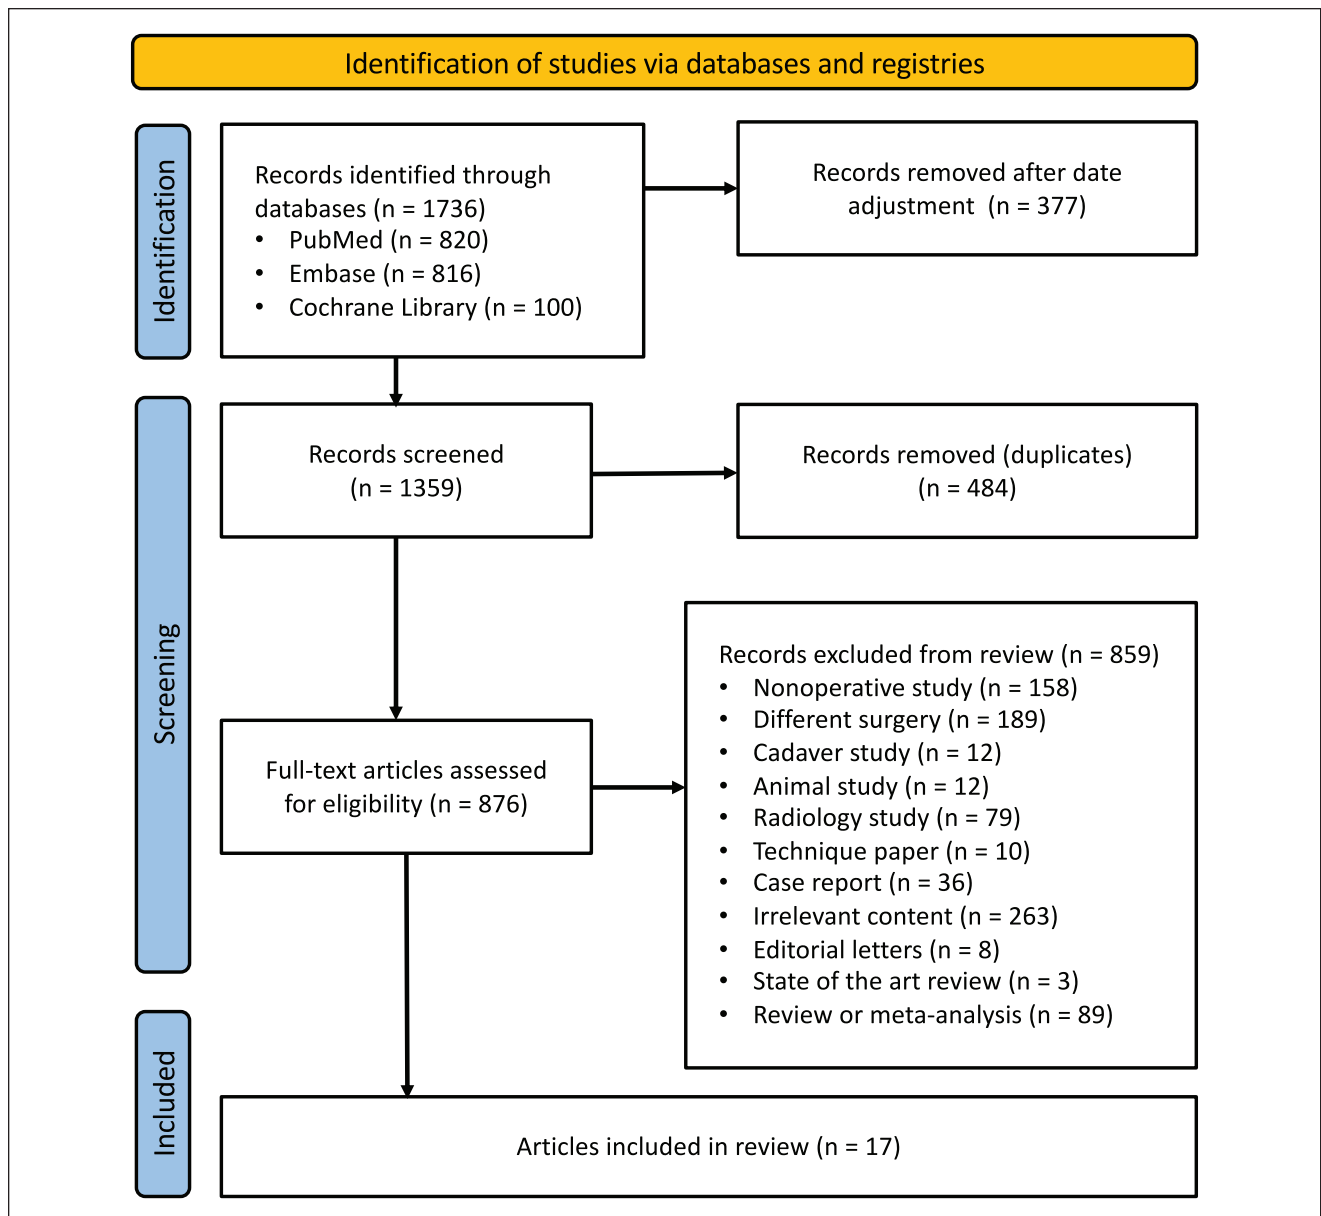 Identification of studies via databases and registries
Identification
Records identified through
databases (n = 1736)
• PubMed (n = 820)
• Embase (n = 816)
• Cochrane Library (n = 100)
Records removed after date
adjustment (n = 377)
Screening
Records screened
(n = 1359)
Records removed (duplicates)
(n = 484)
Full-text articles assessed
for eligibility (n = 876)
Records excluded from review (n = 859)
• Nonoperative study (n = 158)
• Different surgery (n = 189)
• Cadaver study (n = 12)
• Animal study (n = 12)
• Radiology study (n = 79)
• Technique paper (n = 10)
• Case report (n = 36)
• Irrelevant content (n = 263)
• Editorial letters (n = 8)
• State of the art review (n = 3)
• Review or meta-analysis (n = 89)
Included
Articles included in review (n = 17)